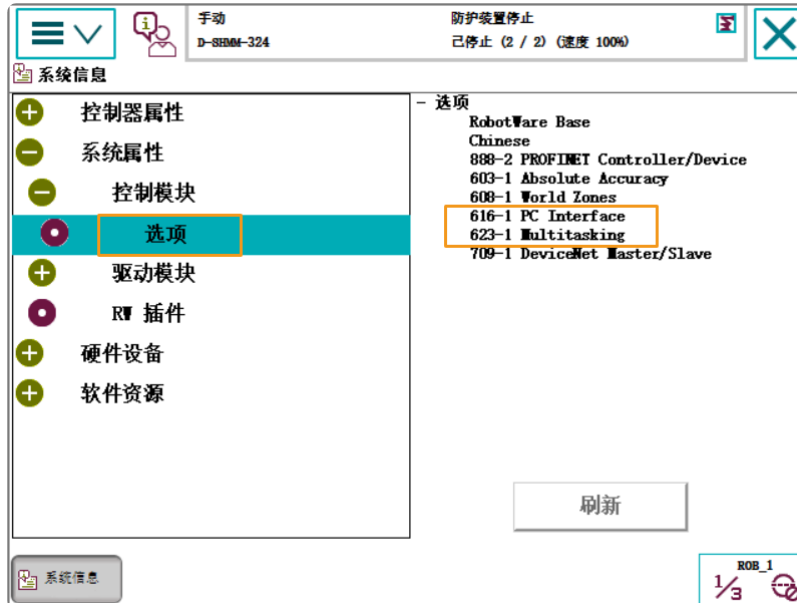 手动
D-SHMM-324
防护装置停止
已停止 (2 / 2) (速度 100%)
系统信息
控制器属性
系统属性
控制模块
选项
驱动模块
RW 插件
硬件设备
软件资源
- 选项
RobotWare Base
Chinese
888-2 PROFINET Controller/Device
603-1 Absolute Accuracy
608-1 World Zones
616-1 PC Interface
623-1 Multitasking
709-1 DeviceNet Master/Slave
刷新
系统信息
ROB_1
1/3